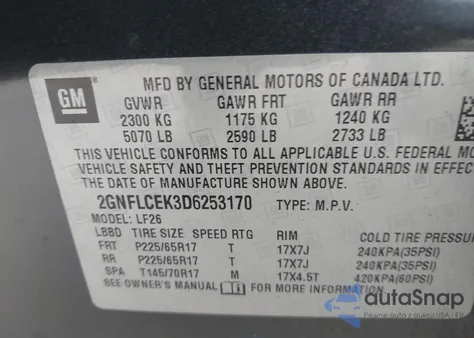 GM
MFD BY GENERAL MOTORS OF CANADA LTD.
GVWR GAWR FRT GAWR RR
2300 KG 1175 KG 1240 KG
5070 LB 2590 LB 2733 LB
THIS VEHICLE CONFORMS TO ALL APPLICABLE U.S. FEDERAL MO
VEHICLE SAFETY AND THEFT PREVENTION STANDARDS IN EFFECT
OF MANUFACTURE SHOWN ABOVE.
2GNFLCEK3D6253170 TYPE: M.P.V.
MODEL: LF26
LBBD TIRE SIZE SPEED RTG RIM COLD TIRE PRESSUR
FRT P225/65R17 T 17X7J 240KPA(35PSI)
RR P225/65R17 T 17X7J 240KPA(35PSI)
SPA T145/70R17 M 17X4.5T 420KPA(60PSI)
SEE OWNER'S MANUAL FOR MORE INFORMATION.
autoSnap